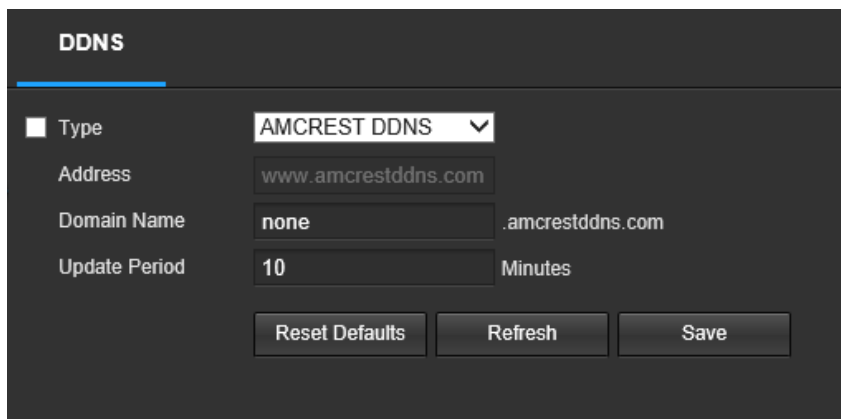 DDNS
Type AMCREST DDNS
Address www.amcrestddns.com
Domain Name none .amcrestddns.com
Update Period 10 Minutes
Reset Defaults Refresh Save